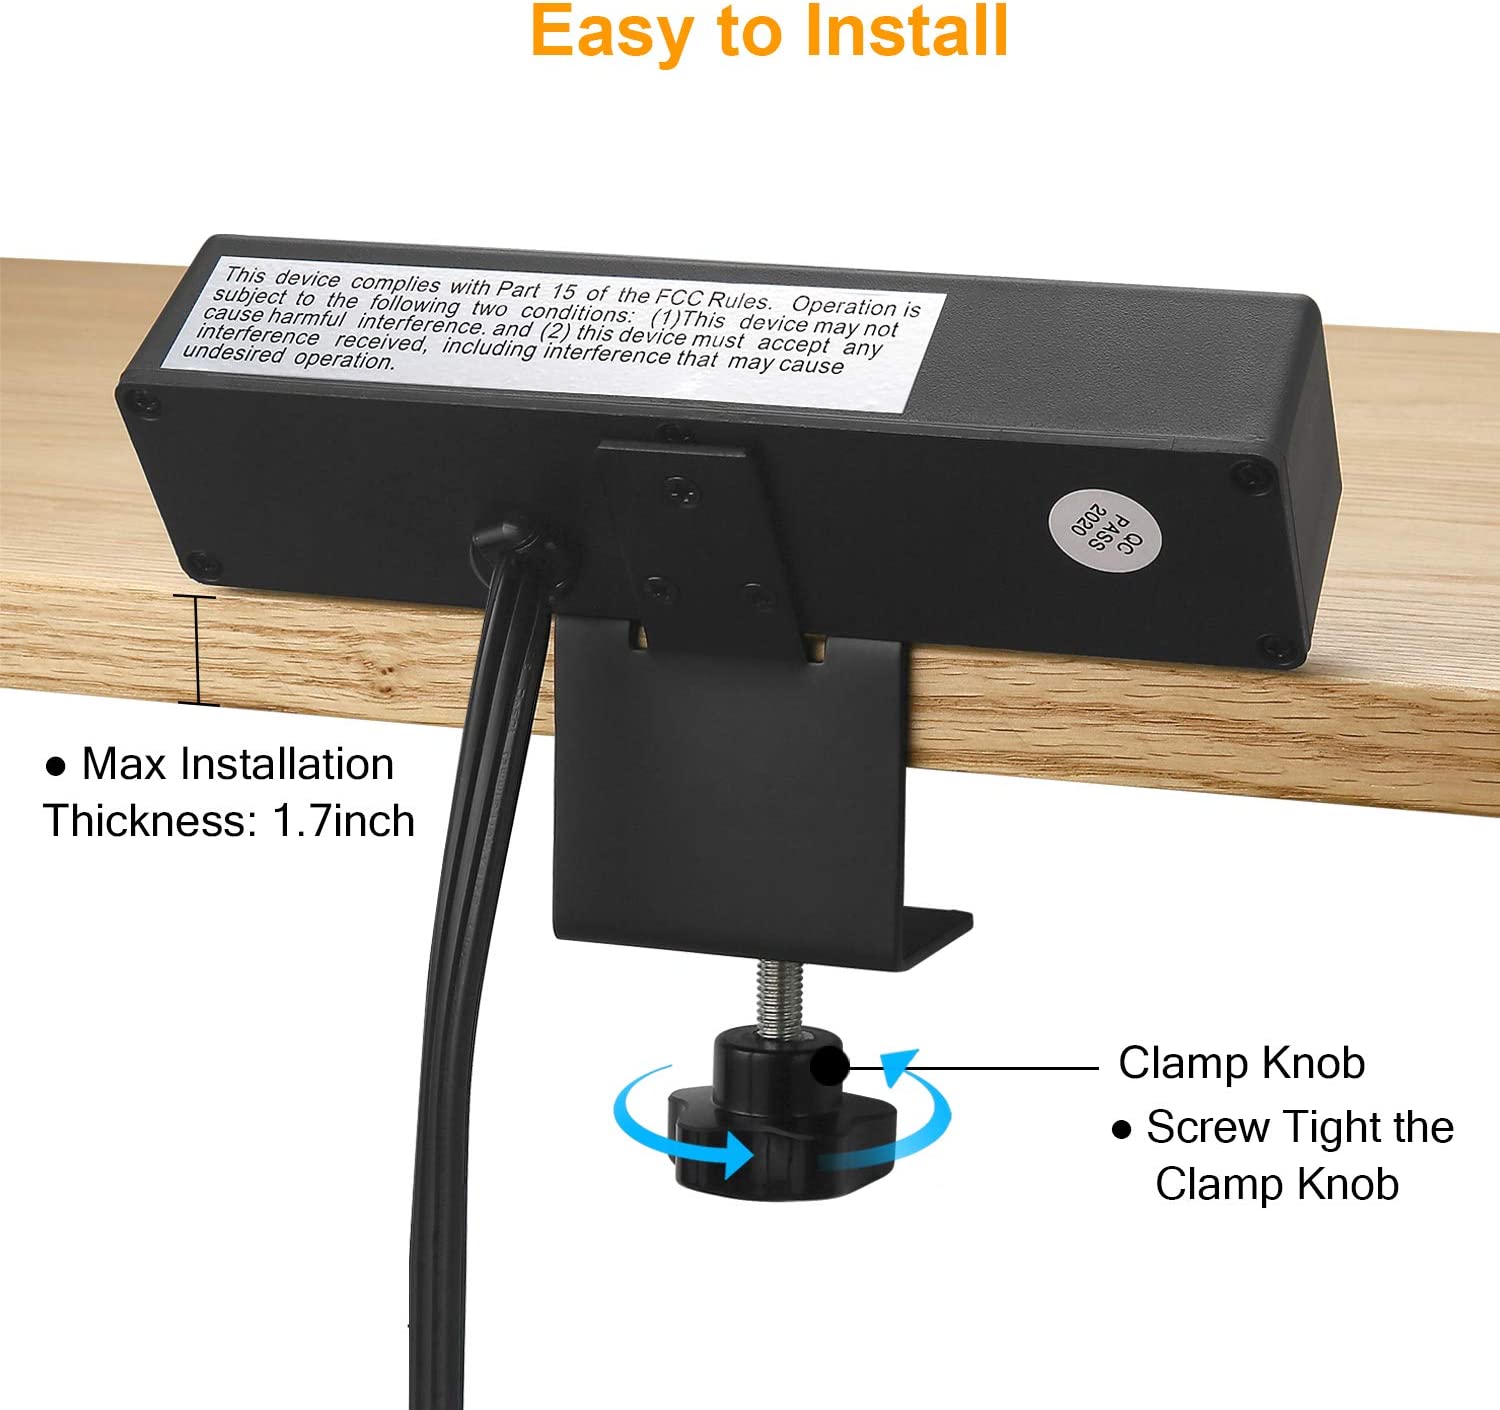 Easy to Install
This device complies with Part 15 of the FCC Rules. Operation is
subject to the following two conditions: (1)This device may not
cause harmful interference. and (2) this device must accept any
interference received, including interference that may cause
undesired operation.
QC
PASS
2020
● Max Installation
Thickness: 1.7inch
Clamp Knob
● Screw Tight the
Clamp Knob